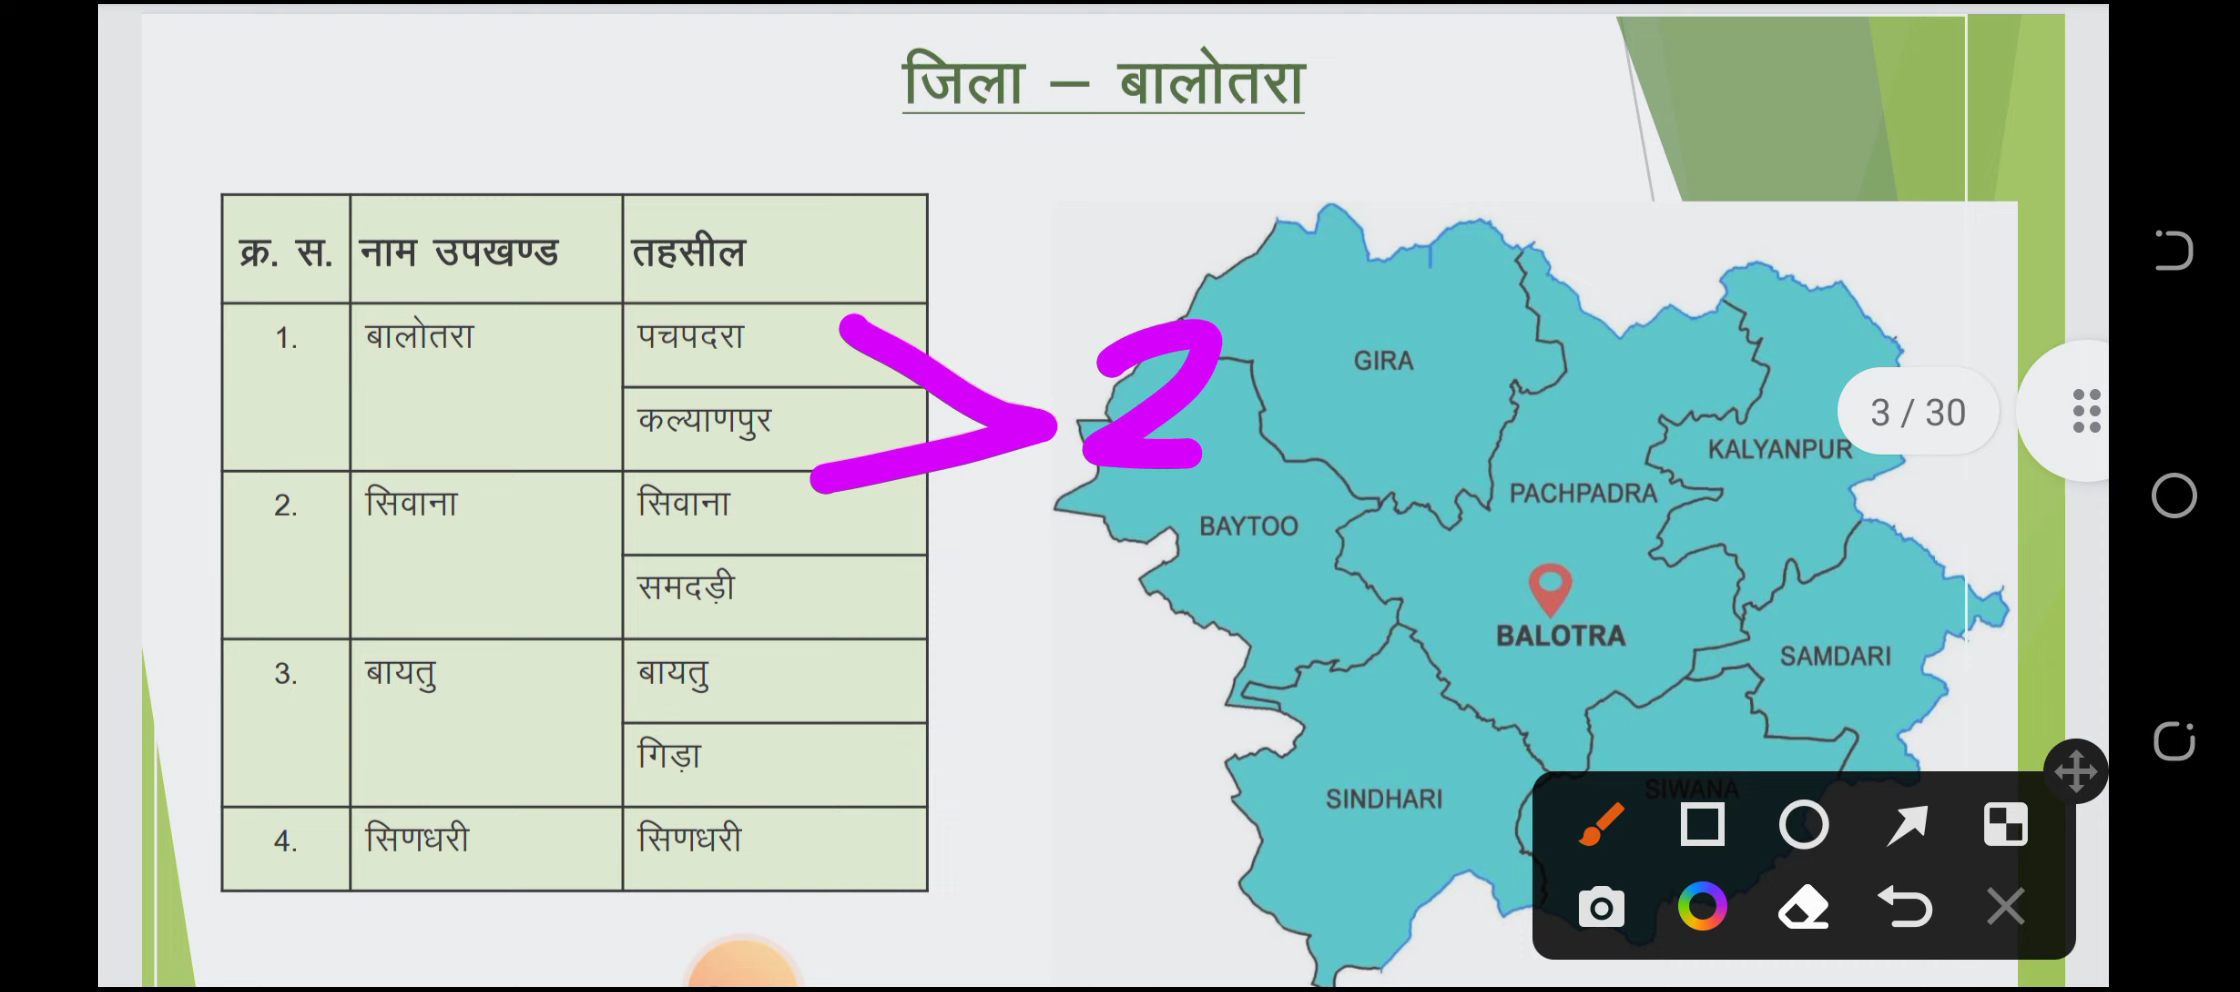 जिला – बालोतरा
क्र. स. नाम उपखण्ड तहसील
1. बालोतरा पचपदरा
कल्याणपुर
2. सिवाना सिवाना
समदड़ी
3. बायतु बायतु
गिड़ा
4. सिणधरी सिणधरी
2
GIRA
3 / 30
KALYANPUR
PACHPADRA
BAYTOO
BALOTRA
SAMDARI
SINDHARI
SIWANA